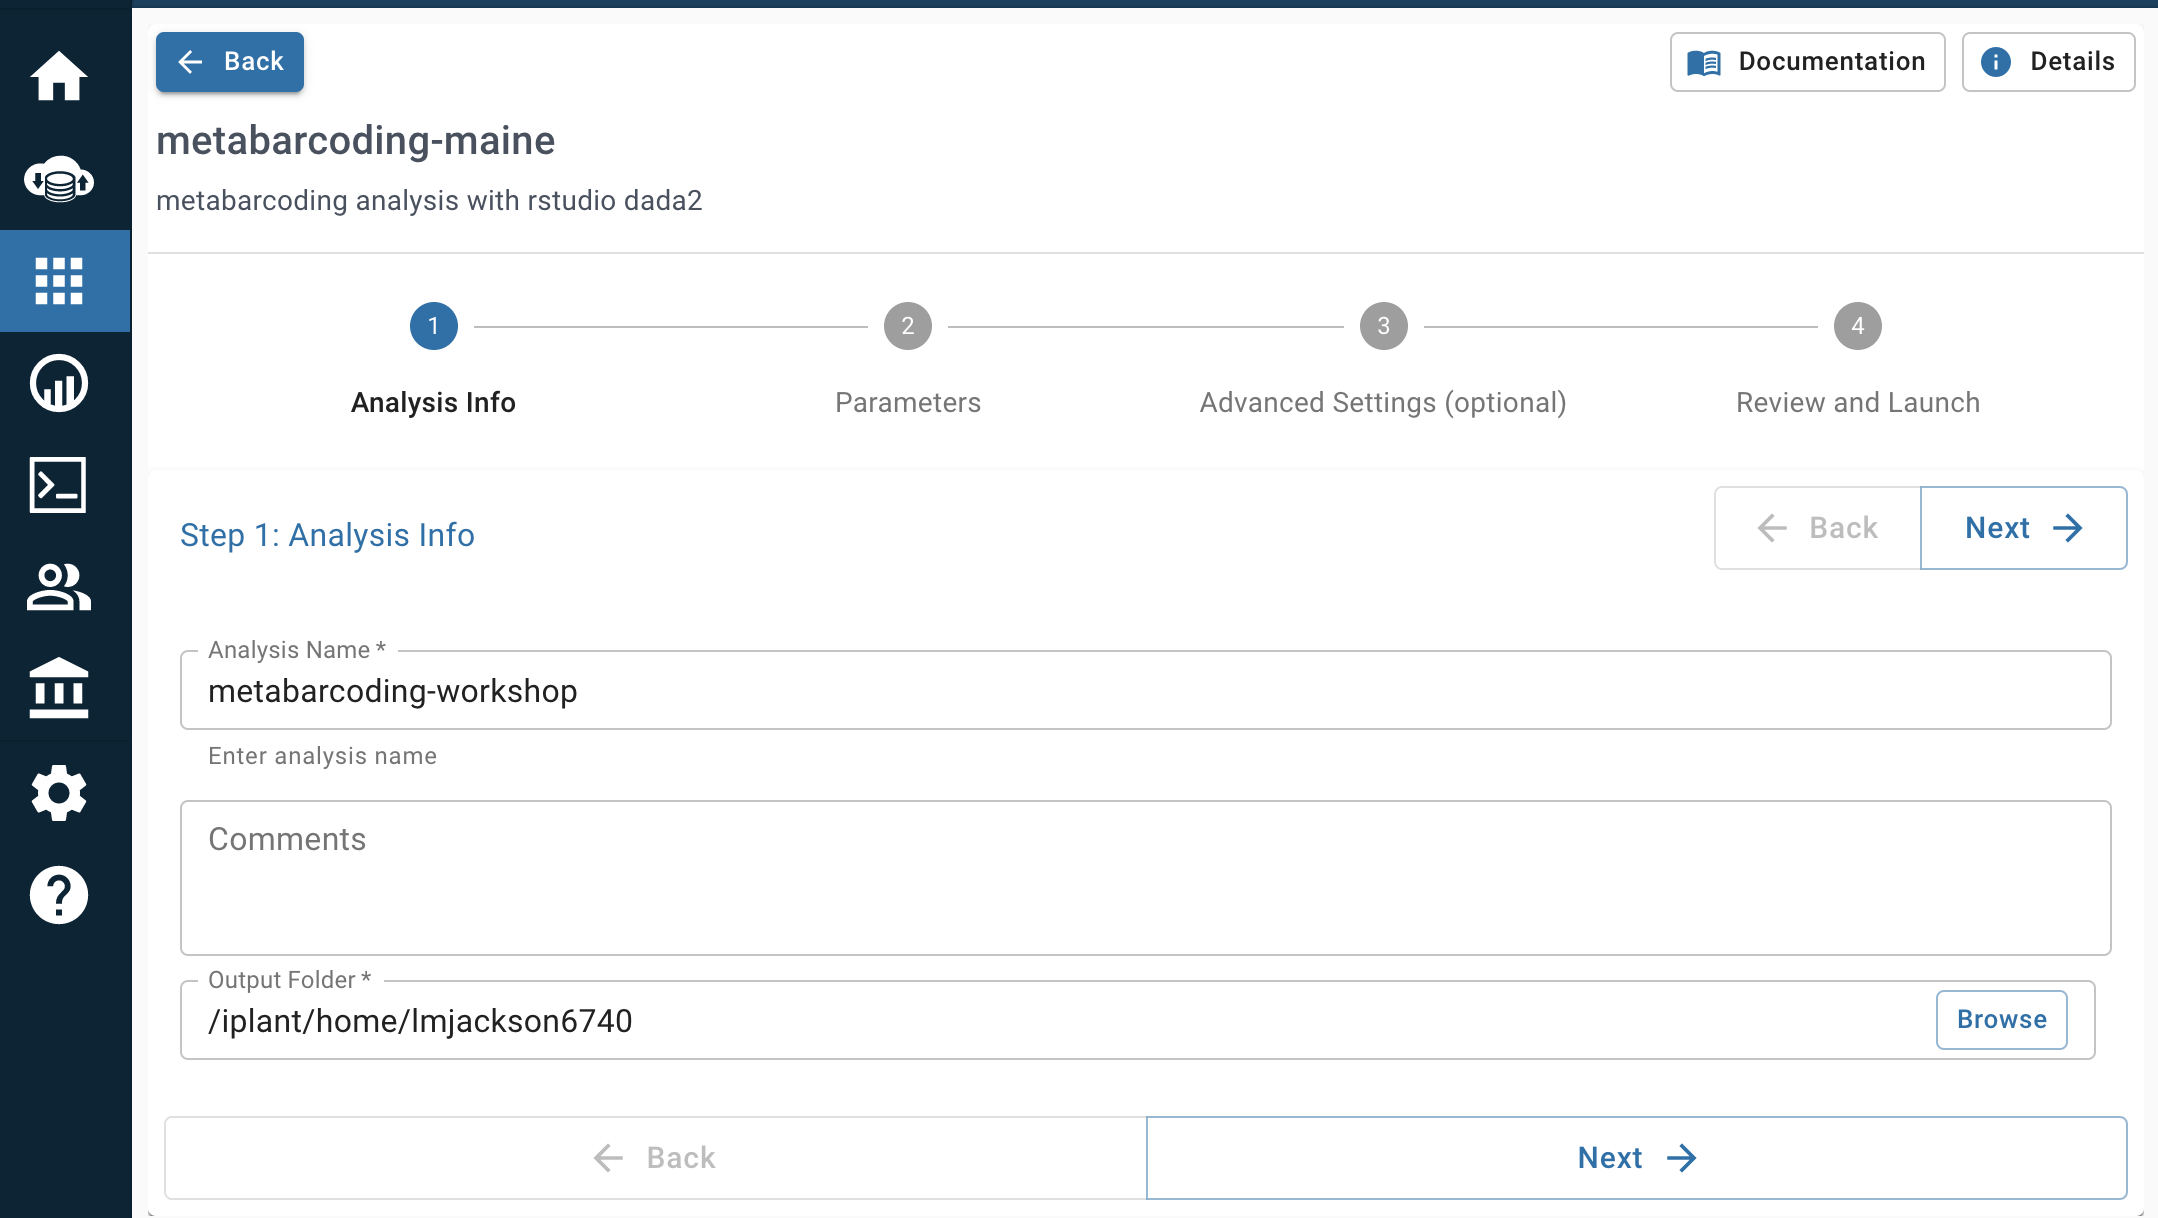 Back
Documentation
Details
metabarcoding-maine
metabarcoding analysis with rstudio dada2
1
2
3
4
Analysis Info
Parameters
Advanced Settings (optional)
Review and Launch
Step 1: Analysis Info
Back
Next
Analysis Name *
metabarcoding-workshop
Enter analysis name
Comments
Output Folder *
/iplant/home/lmjackson6740
Browse
Back
Next